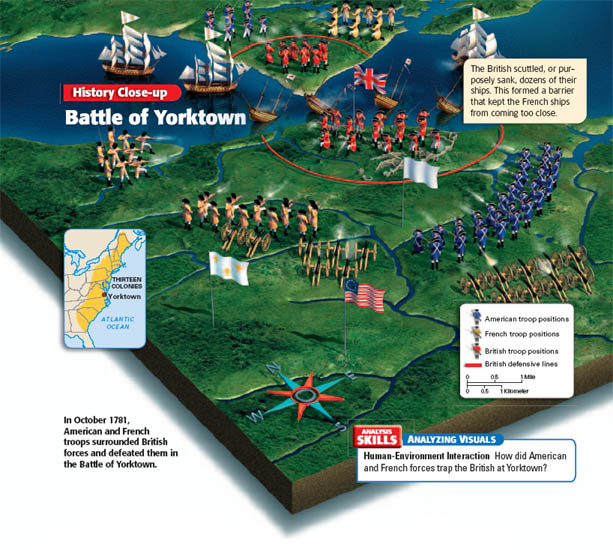 The British scuttled, or pur-
posely sank, dozens of their
ships. This formed a barrier
that kept the French ships
from coming too close.
History Close-up
Battle of Yorktown
THIRTEEN
COLONIES
Yorktown
ATLANTIC
OCEAN
N
E
W
S
American troop positions
French troop positions
British troop positions
British defensive lines
0 0.5 1 Mile
0 0.5 1 Kilometer
In October 1781,
American and French
troops surrounded British
forces and defeated them in
the Battle of Yorktown.
ANALYSIS
SKILLS
ANALYZING VISUALS
Human-Environment Interaction How did American
and French forces trap the British at Yorktown?